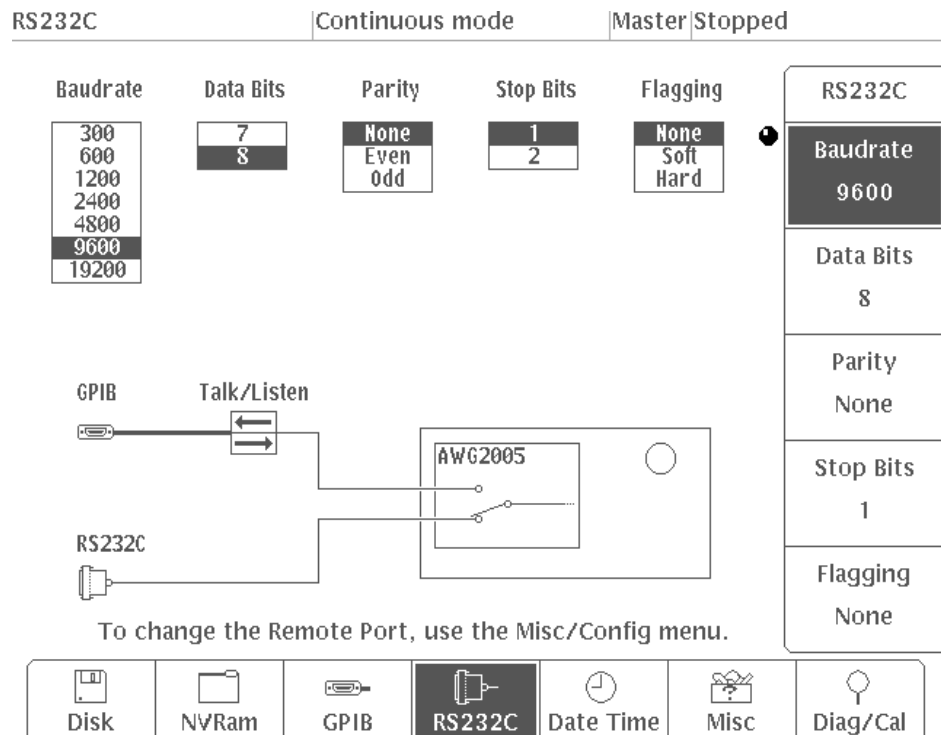 RS232C Continuous mode Master Stopped
Baudrate Data Bits Parity Stop Bits Flagging
300
600
1200
2400
4800
9600
19200
7
8
None
Even
Odd
1
2
None
Soft
Hard
RS232C
Baudrate
9600
Data Bits
8
Parity
None
Stop Bits
1
Flagging
None
GPIB Talk/Listen
AWG2005
RS232C
To change the Remote Port, use the Misc/Config menu.
Disk NVRam GPIB RS232C Date Time Misc Diag/Cal